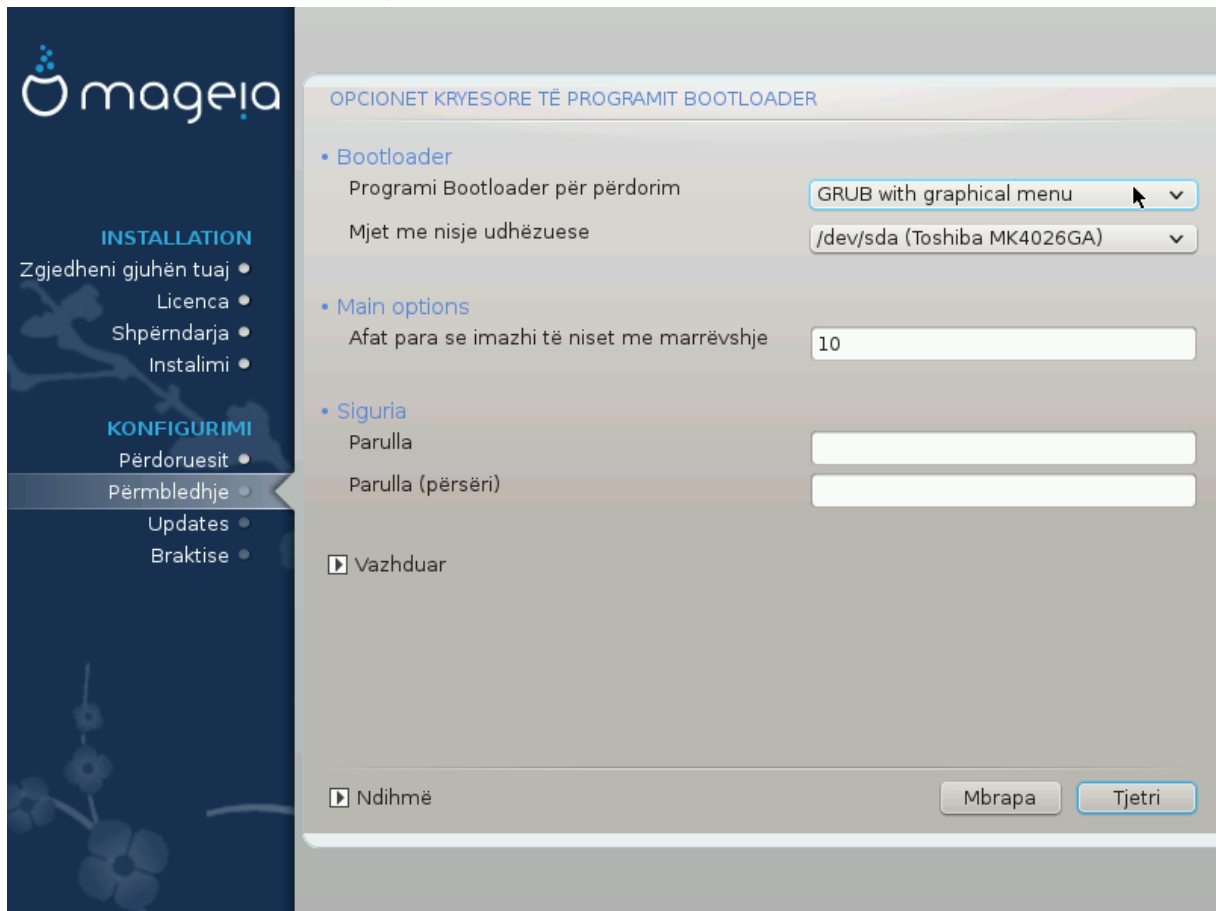 mageia
INSTALLATION
Zgjedheni gjuhën tuaj
Licenca
Shpërndarja
Instalimi
KONFIGURIMI
Përdoruesit
Përmbledhje
Updates
Braktise
OPCIONET KRYESORE TË PROGRAMIT BOOTLOADER
• Bootloader
Programi Bootloader për përdorim GRUB with graphical menu
Mjet me nisje udhëzuese /dev/sda (Toshiba MK4026GA)
• Main options
Afat para se imazhi të niset me marrëvshje 10
• Siguria
Parulla
Parulla (përsëri)
Vazhduar
Ndihmë Mbrapa Tjetri